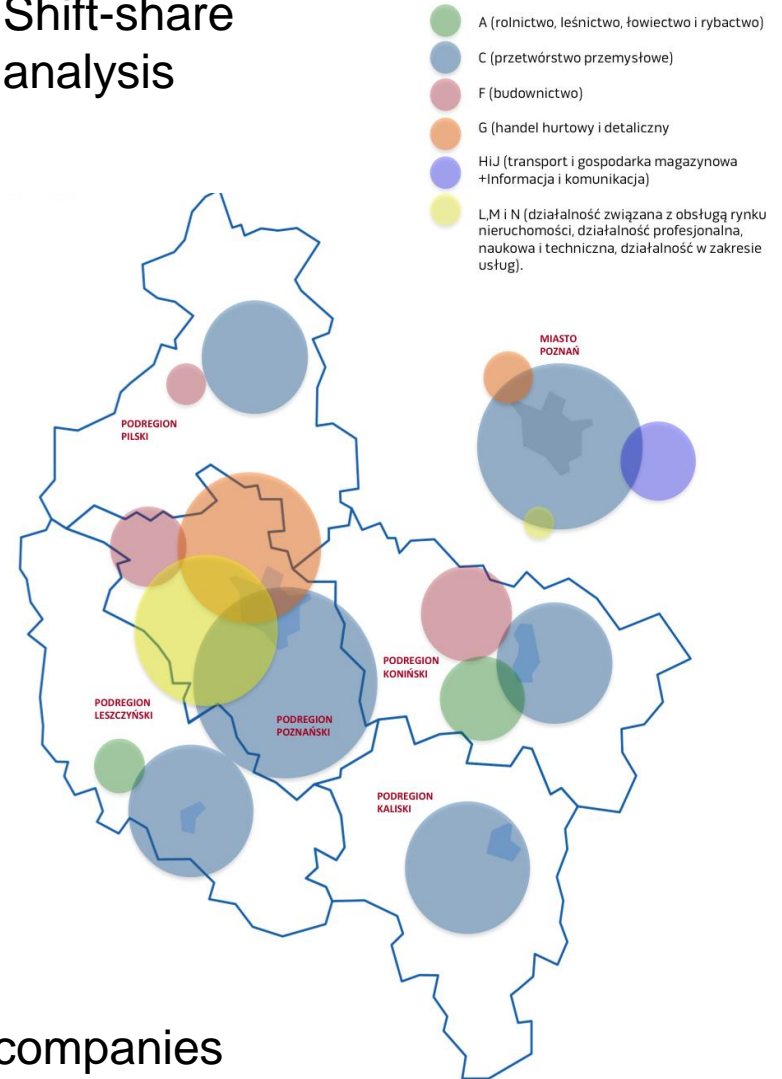 Shift-share
analysis
A (rolnictwo, leśnictwo, łowiectwo i rybactwo)
C (przetwórstwo przemysłowe)
F (budownictwo)
G (handel hurtowy i detaliczny
HiJ (transport i gospodarka magazynowa
+Informacja i komunikacja)
L,M i N (działalność związana z obsługą rynku
nieruchomości, działalność profesjonalna,
naukowa i techniczna, działalność w zakresie
usług).
MIASTO
POZNAŃ
PODREGION
PILSKI
PODREGION
KONIŃSKI
PODREGION
LESZCZYŃSKI
PODREGION
POZNAŃSKI
PODREGION
KALISKI
companies